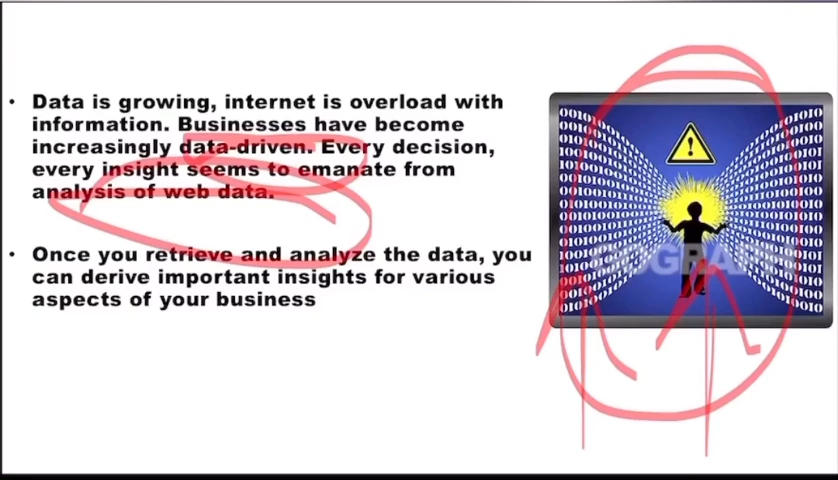 • Data is growing, internet is overload with
information. Businesses have become
increasingly data-driven. Every decision,
every insight seems to emanate from
analysis of web data.
• Once you retrieve and analyze the data, you
can derive important insights for various
aspects of your business
GOGRAPH